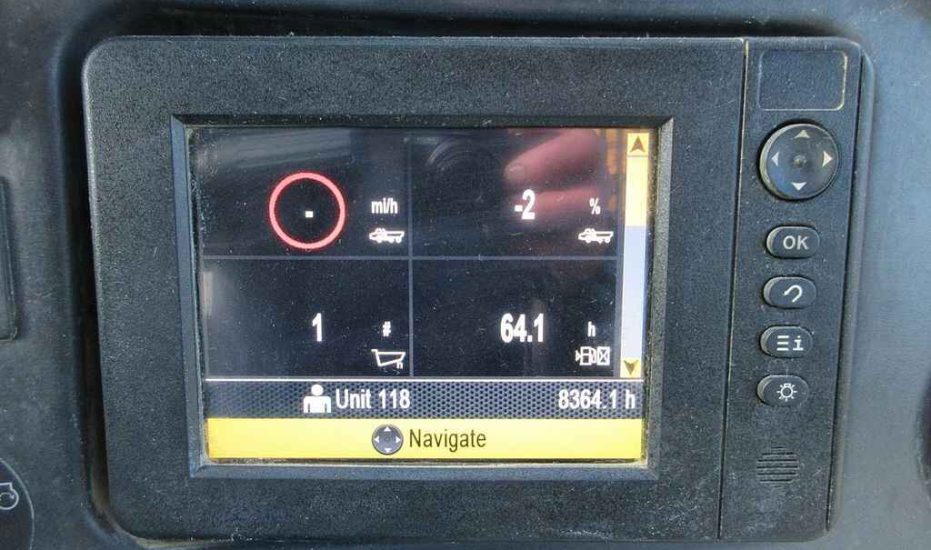 - mi/h
-2 %
1 #
64.1 h
n
Unit 118 8364.1 h
Navigate
OK
i